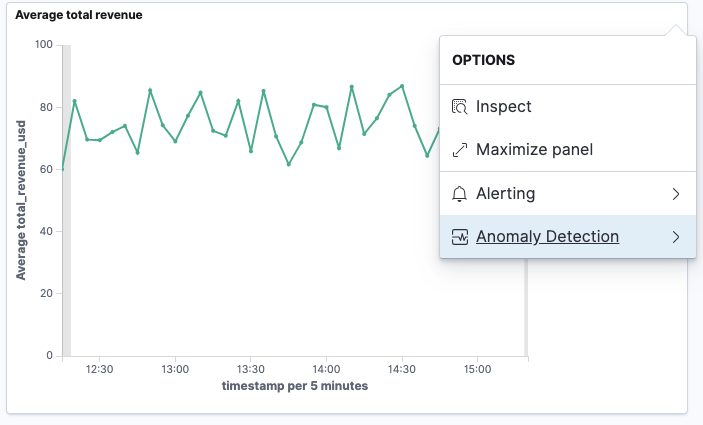 Average total revenue
OPTIONS
Inspect
Maximize panel
Alerting
Anomaly Detection
Average total_revenue_usd
100
80
60
40
20
0
12:30
13:00
13:30
14:00
14:30
15:00
timestamp per 5 minutes